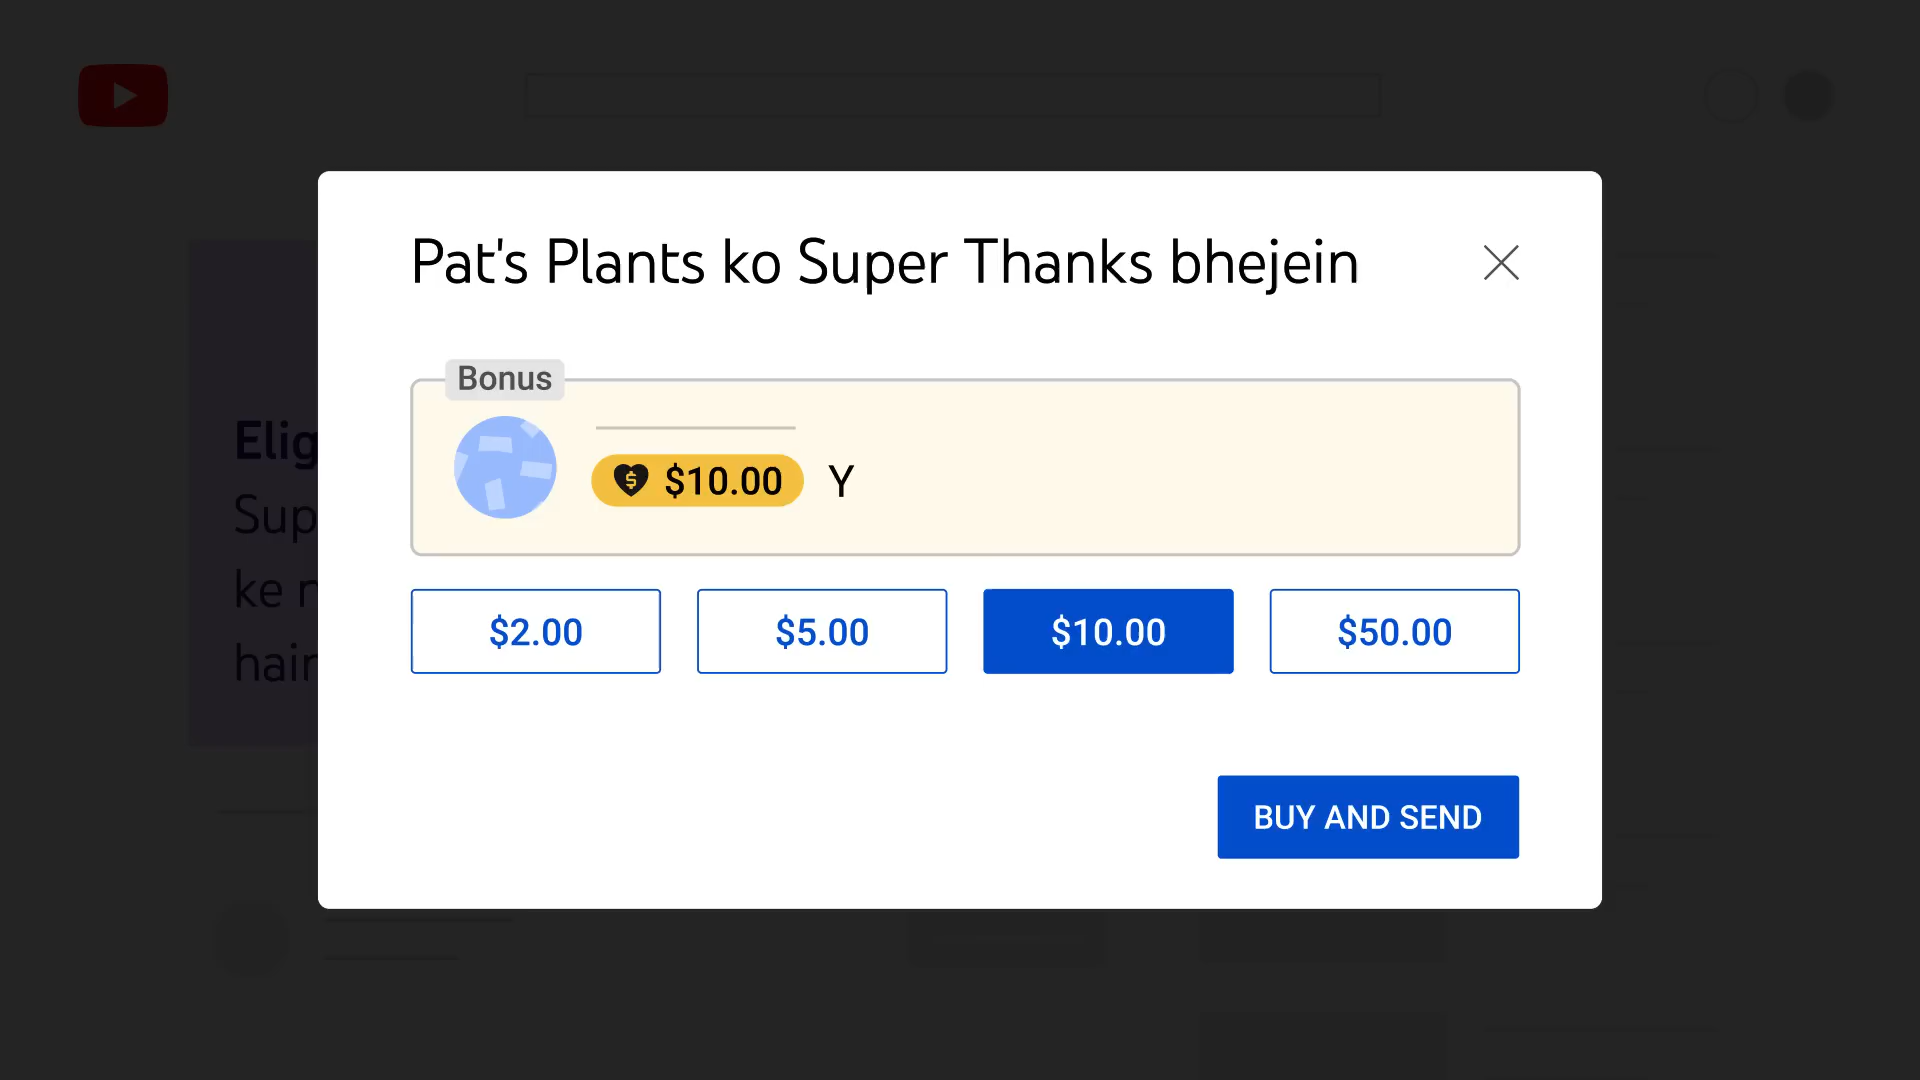 Pat's Plants ko Super Thanks bhejein
Bonus
$10.00 Y
$2.00 $5.00 $10.00 $50.00
BUY AND SEND
ke